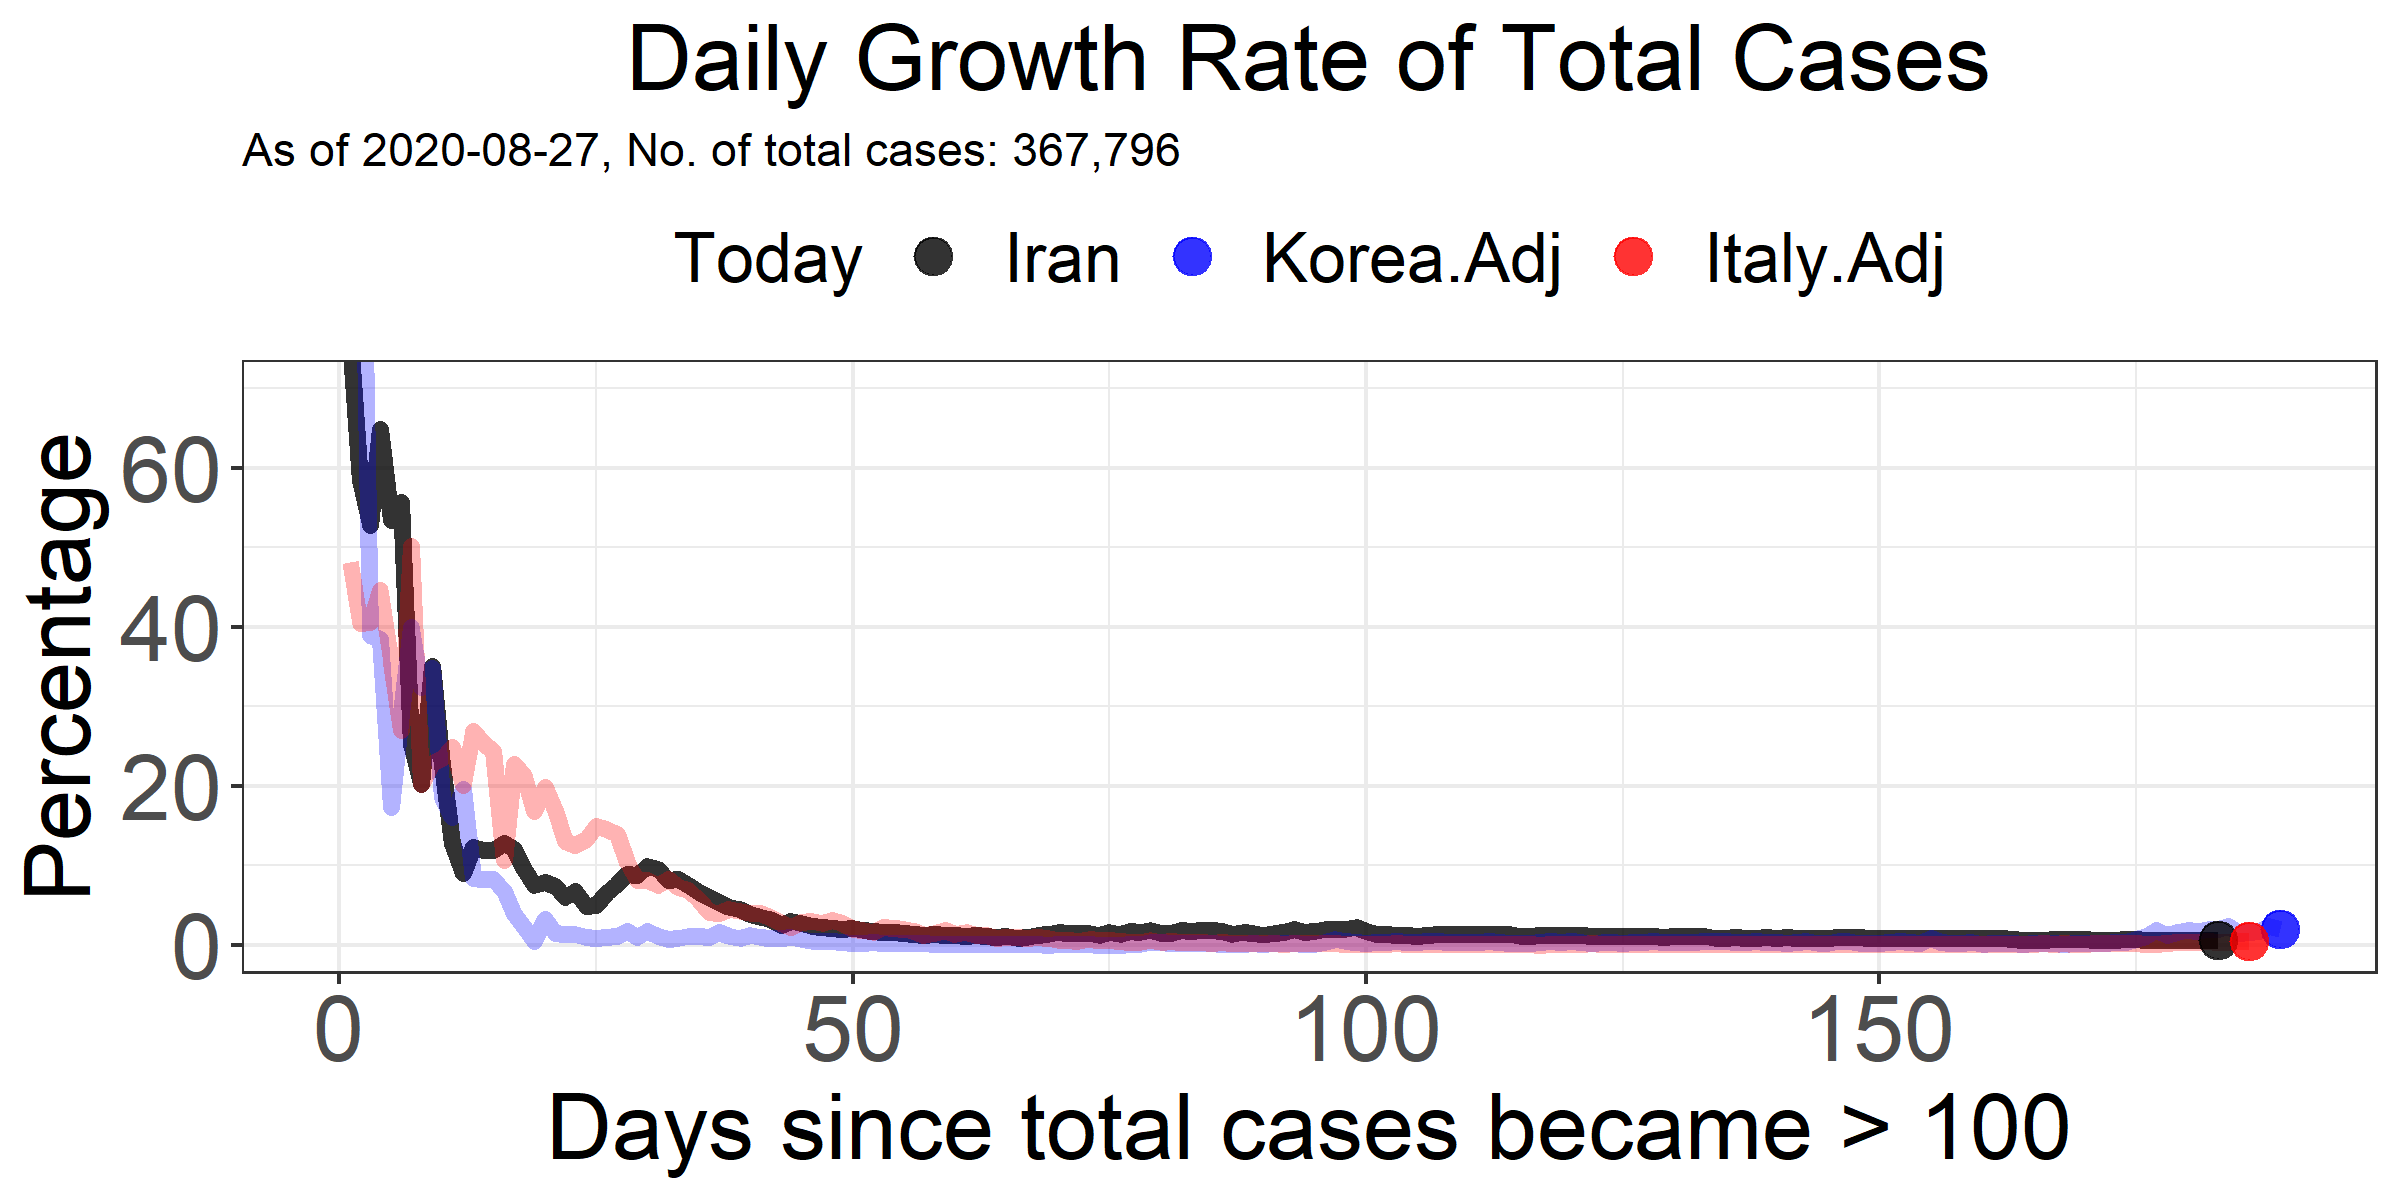 Daily Growth Rate of Total Cases
As of 2020-08-27, No. of total cases: 367,796
Today Iran Korea.Adj Italy.Adj
Percentage
60
40
20
0
0 50 100 150
Days since total cases became > 100